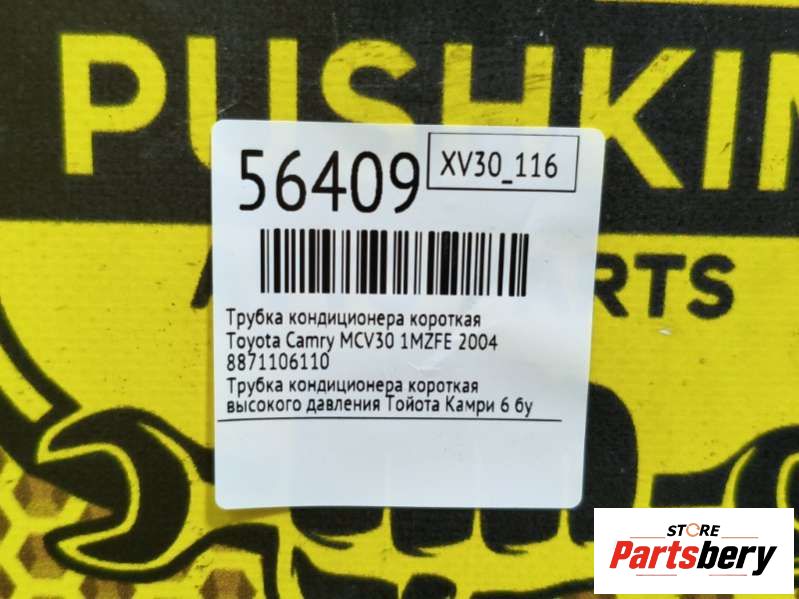 PUSHKIN
56409
XV30_116
RTS
Трубка кондиционера короткая
Toyota Camry MCV30 1MZFE 2004
8871106110
Трубка кондиционера короткая
высокого давления Тойота Камри 6 бу
STORE
Partsbery